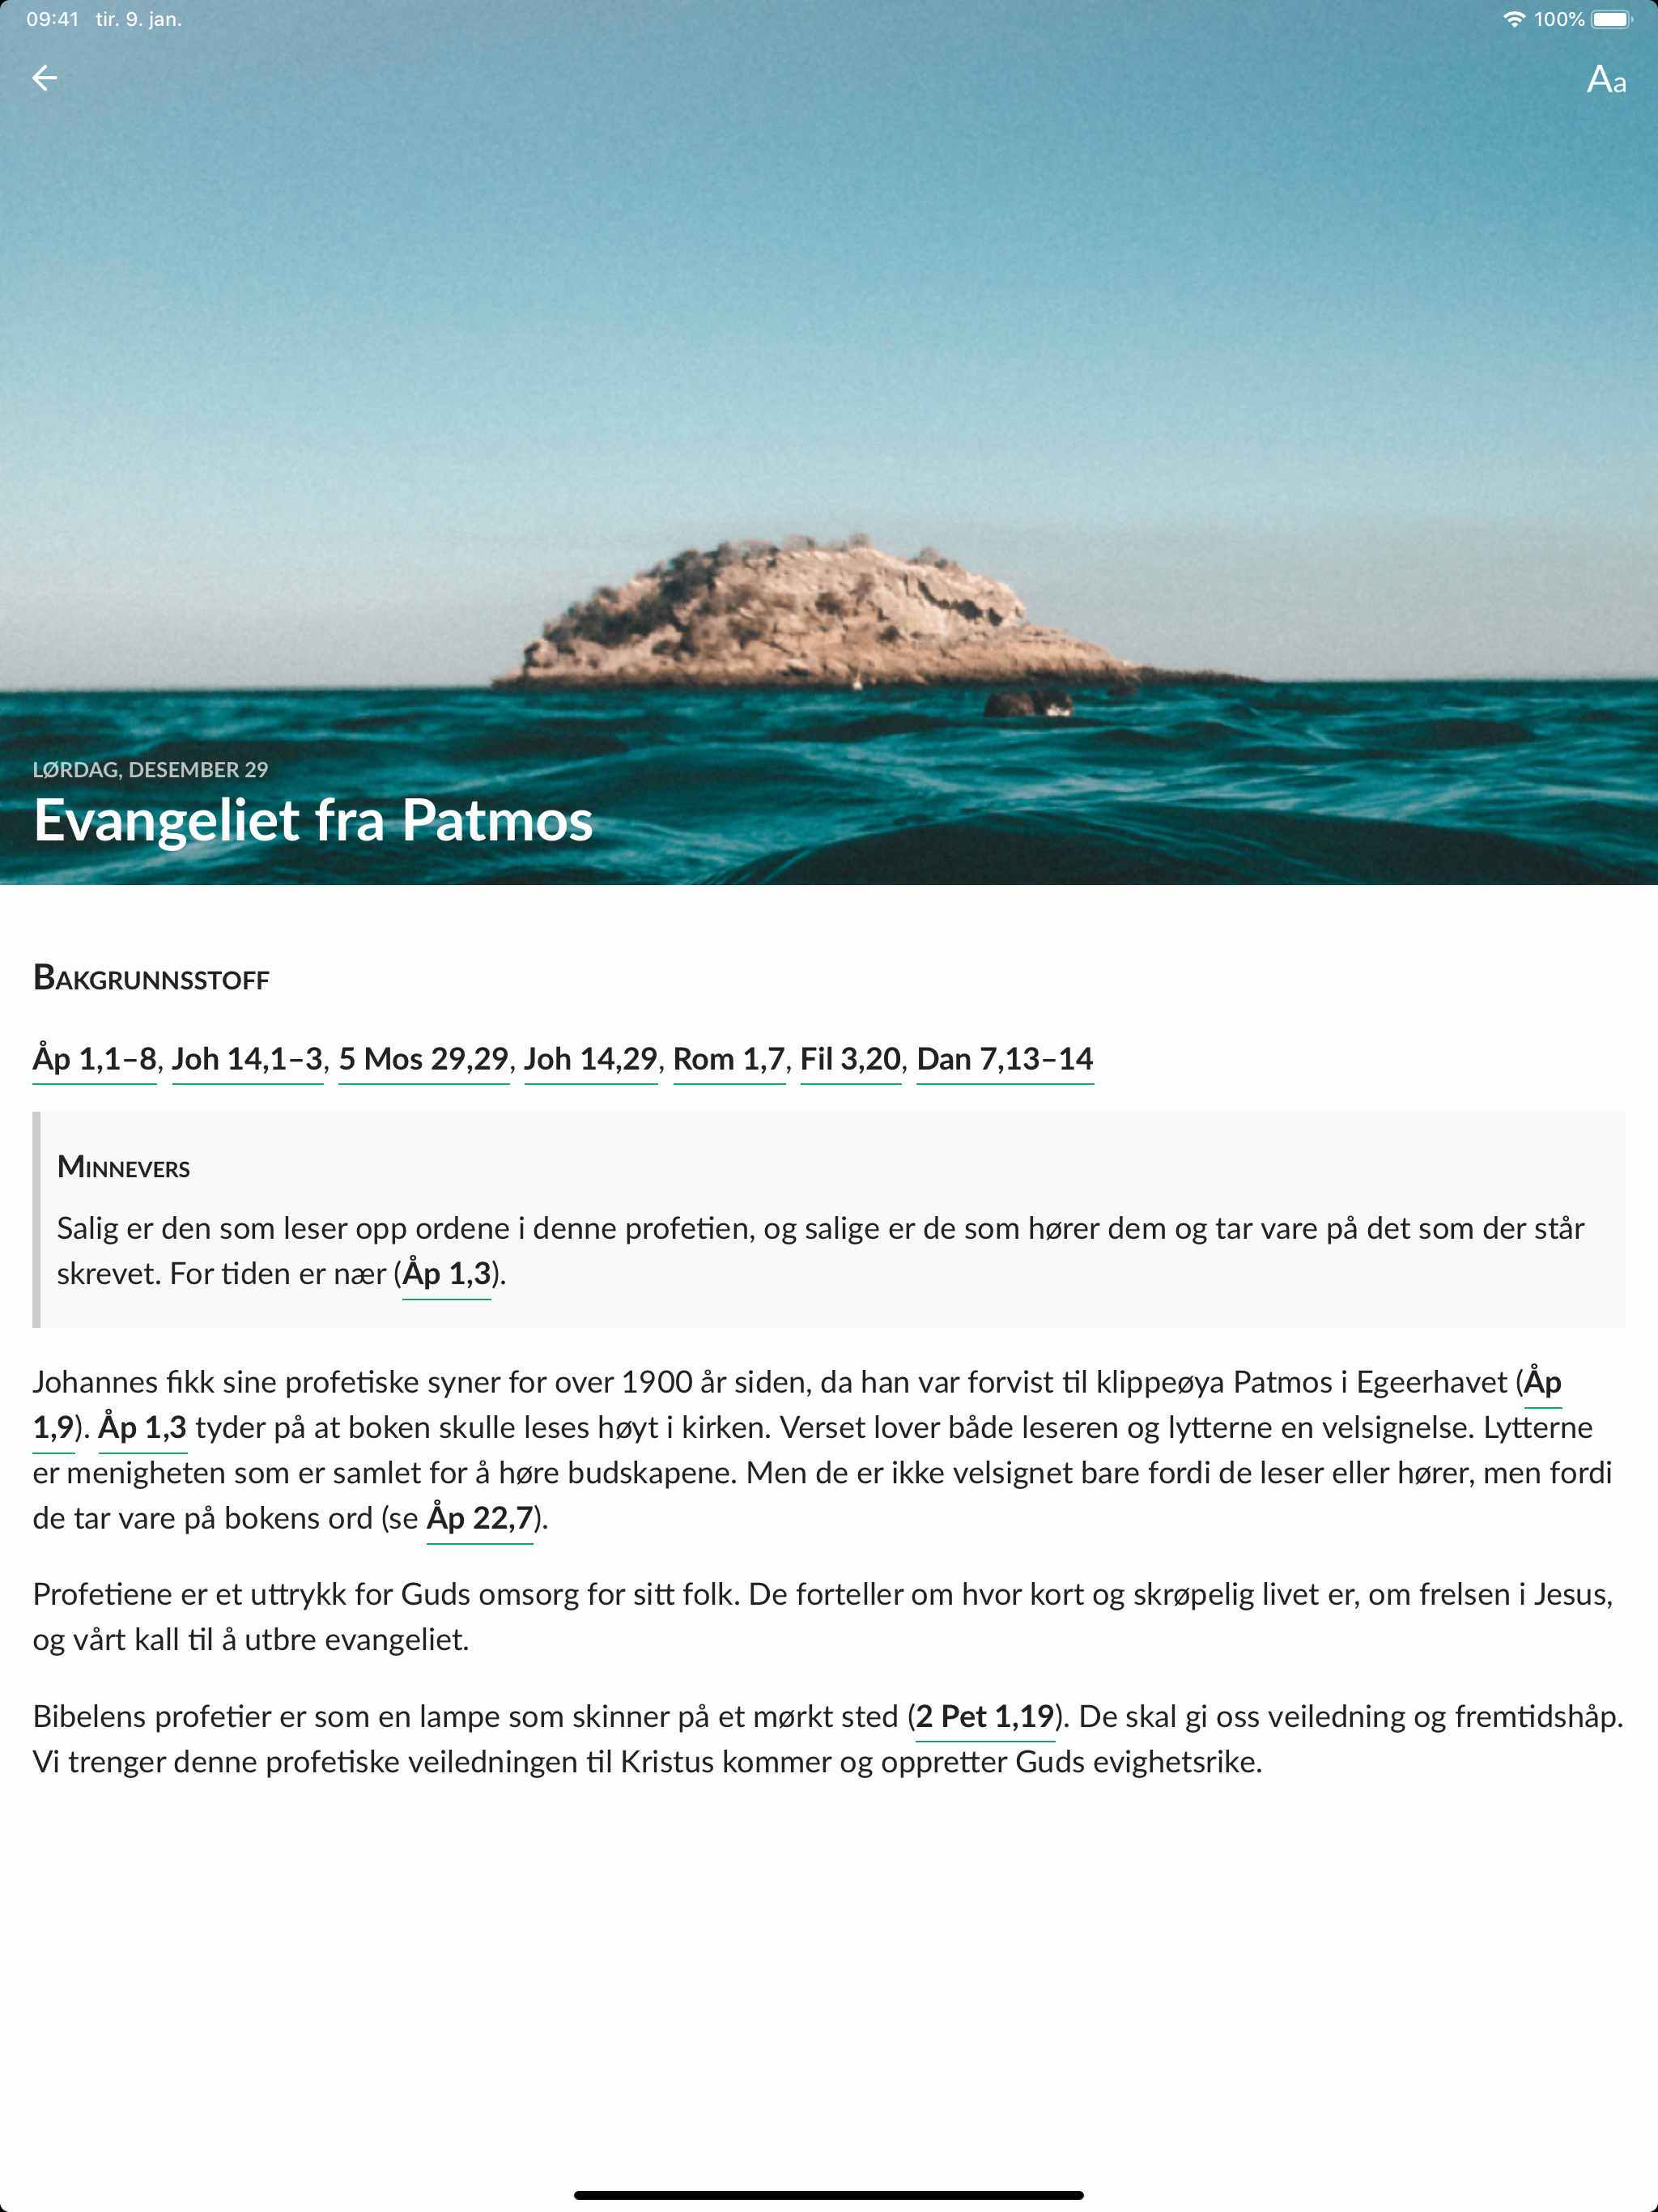 09:41 tir. 9. jan. 100%
Aa
LØRDAG, DESEMBER 29
Evangeliet fra Patmos
BAKGRUNNSSTOFF
Åp 1,1–8, Joh 14,1–3, 5 Mos 29,29, Joh 14,29, Rom 1,7, Fil 3,20, Dan 7,13–14
MINNEVERS
Salig er den som leser opp ordene i denne profetien, og salige er de som hører dem og tar vare på det som der står
skrevet. For tiden er nær (Åp 1,3).
Johannes fikk sine profetiske syner for over 1900 år siden, da han var forvist til klippeøya Patmos i Egeerhavet (Åp
1,9). Åp 1,3 tyder på at boken skulle leses høyt i kirken. Verset lover både leseren og lytterne en velsignelse. Lytterne
er menigheten som er samlet for å høre budskapene. Men de er ikke velsignet bare fordi de leser eller hører, men fordi
de tar vare på bokens ord (se Åp 22,7).
Profetiene er et uttrykk for Guds omsorg for sitt folk. De forteller om hvor kort og skrøpelig livet er, om frelsen i Jesus,
og vårt kall til å utbre evangeliet.
Bibelens profetier er som en lampe som skinner på et mørkt sted (2 Pet 1,19). De skal gi oss veiledning og fremtidshåp.
Vi trenger denne profetiske veiledningen til Kristus kommer og oppretter Guds evighetsrike.